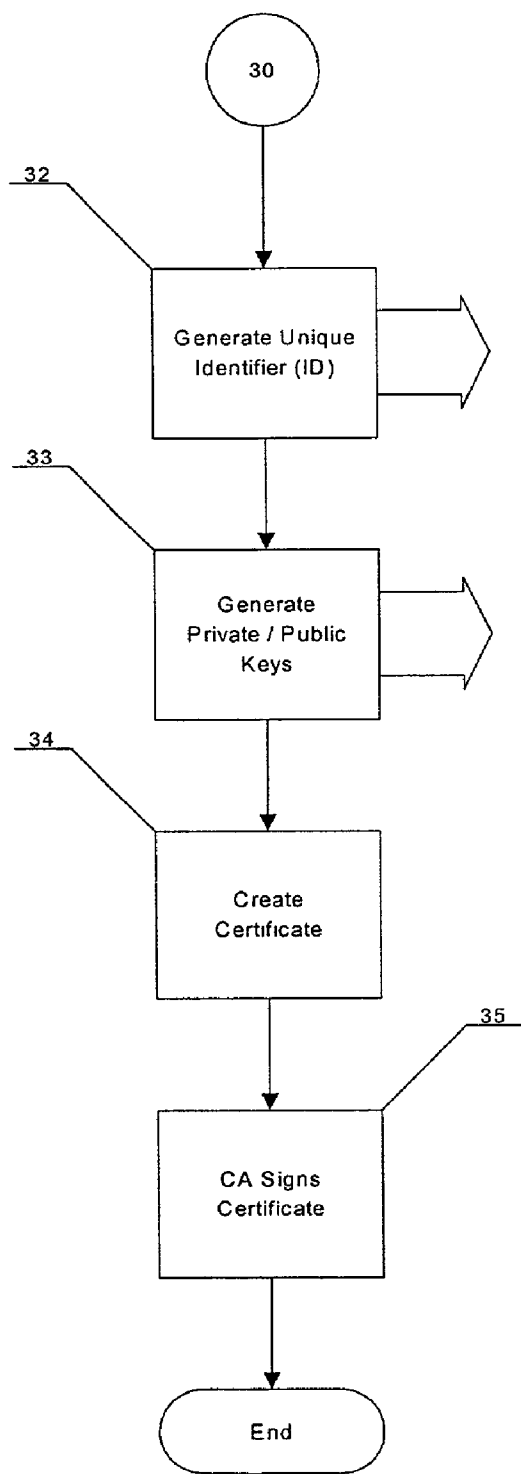 30
32
Generate Unique
Identifier (ID)
33
Generate
Private / Public
Keys
34
Create
Certificate
35
CA Signs
Certificate
End